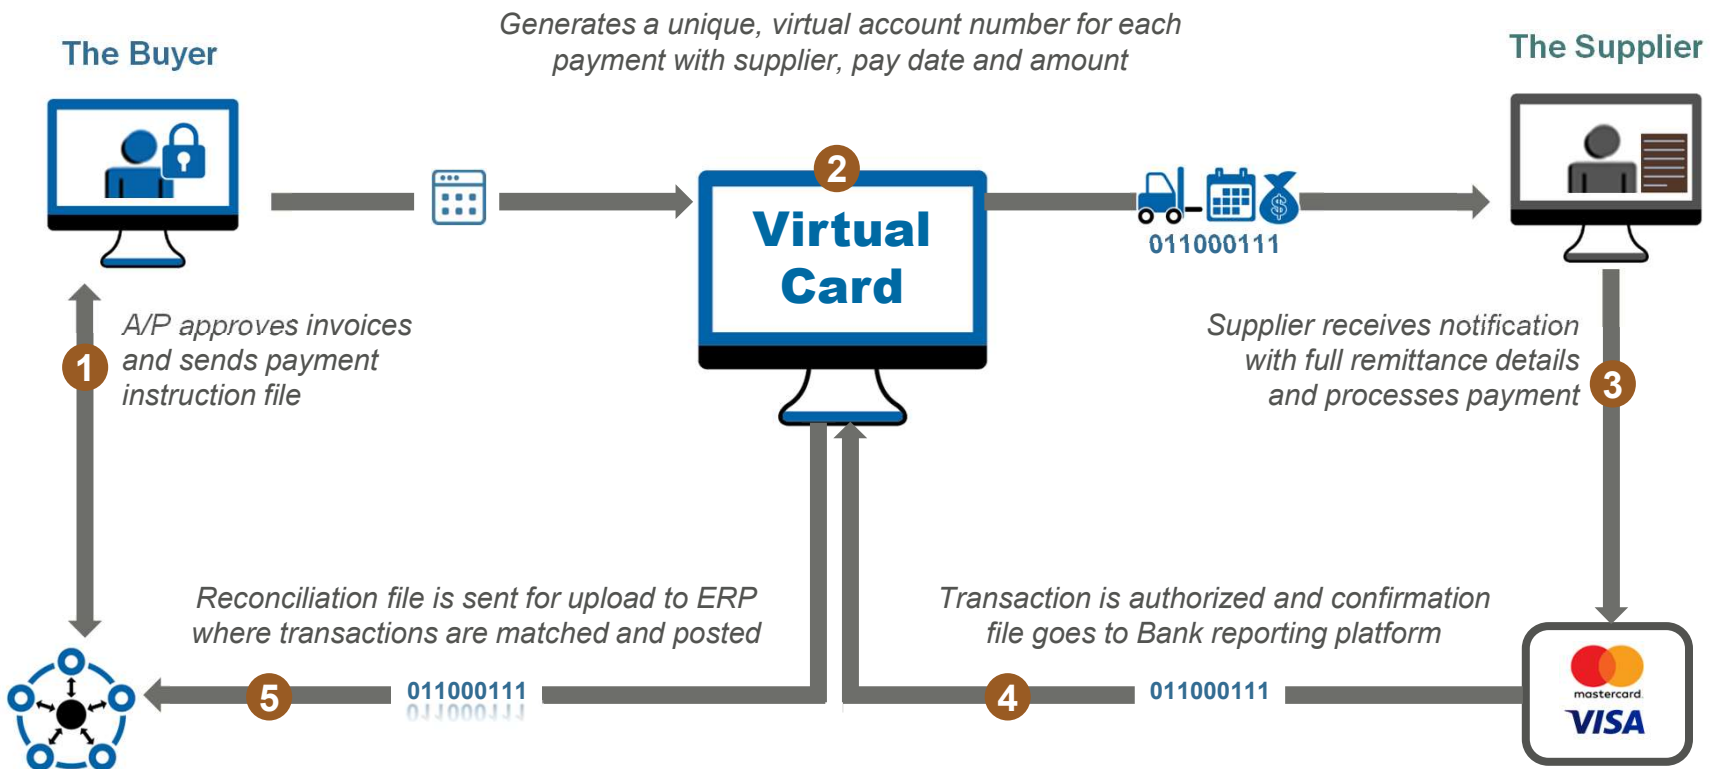 Generates a unique, virtual account number for each
payment with supplier, pay date and amount
The Buyer
The Supplier
2
Virtual
Card
011000111
1
A/P approves invoices
and sends payment
instruction file
Supplier receives notification
with full remittance details
and processes payment
3
Reconciliation file is sent for upload to ERP
where transactions are matched and posted
Transaction is authorized and confirmation
file goes to Bank reporting platform
5
011000111
4
011000111
mastercard.
VISA